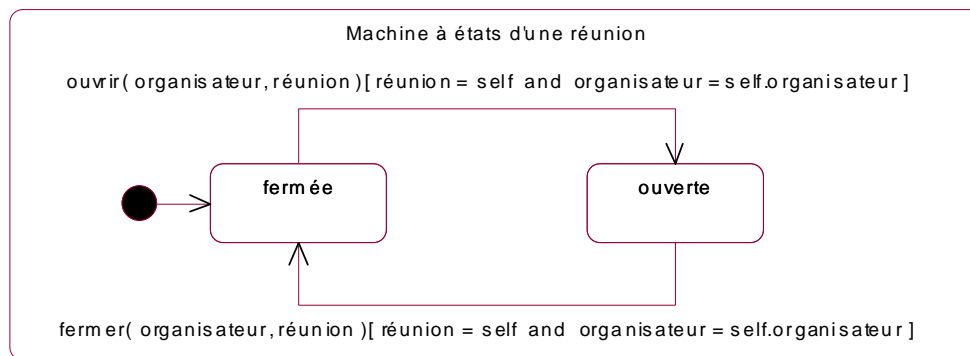 Machine à états d'une réunion
ouvrir( organisateur, réunion )[ réunion = self and organisateur = self.organisateur ]
fermée
ouverte
fermer( organisateur, réunion )[ réunion = self and organisateur = self.organisateur ]